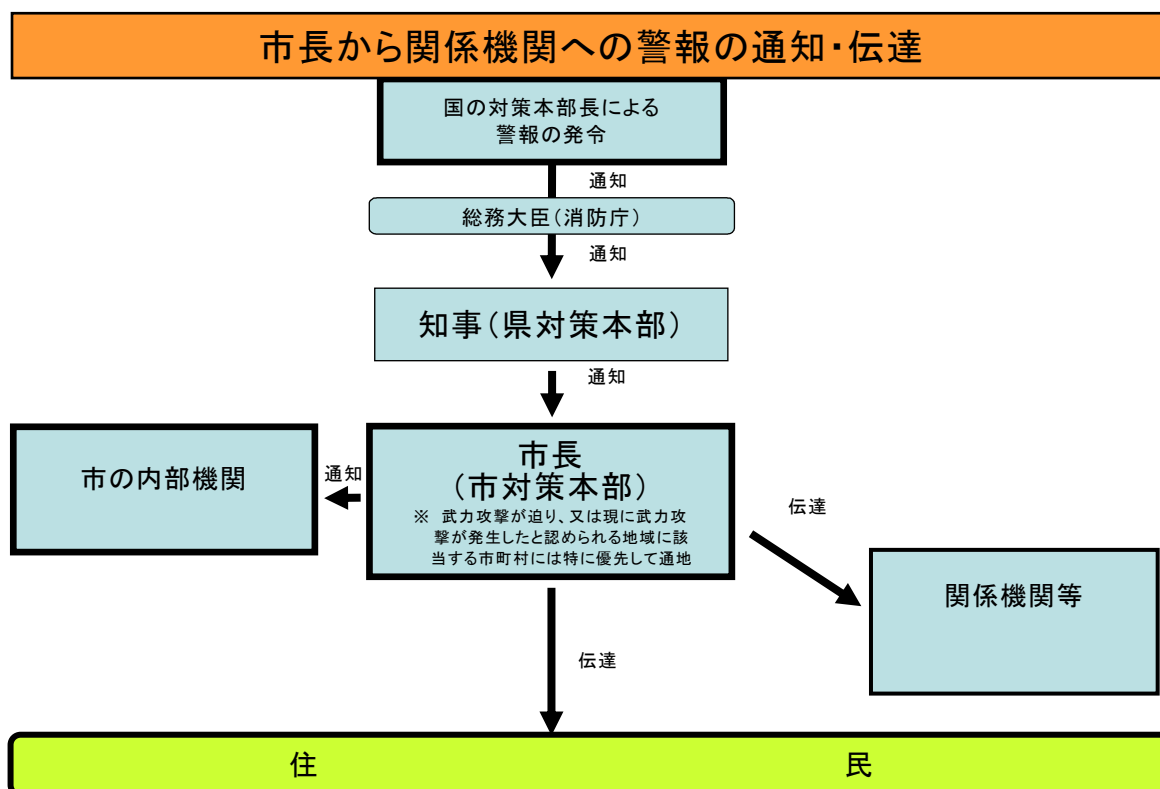 市長から関係機関への警報の通知・伝達
国の対策本部長による
警報の発令
通知
総務大臣（消防庁）
通知
知事（県対策本部）
通知
市の内部機関
通知
市長
（市対策本部）
※ 武力攻撃が迫り、又は現に武力攻
撃が発生したと認められる地域に該
当する市町村には特に優先して通地
伝達
関係機関等
伝達
住 民